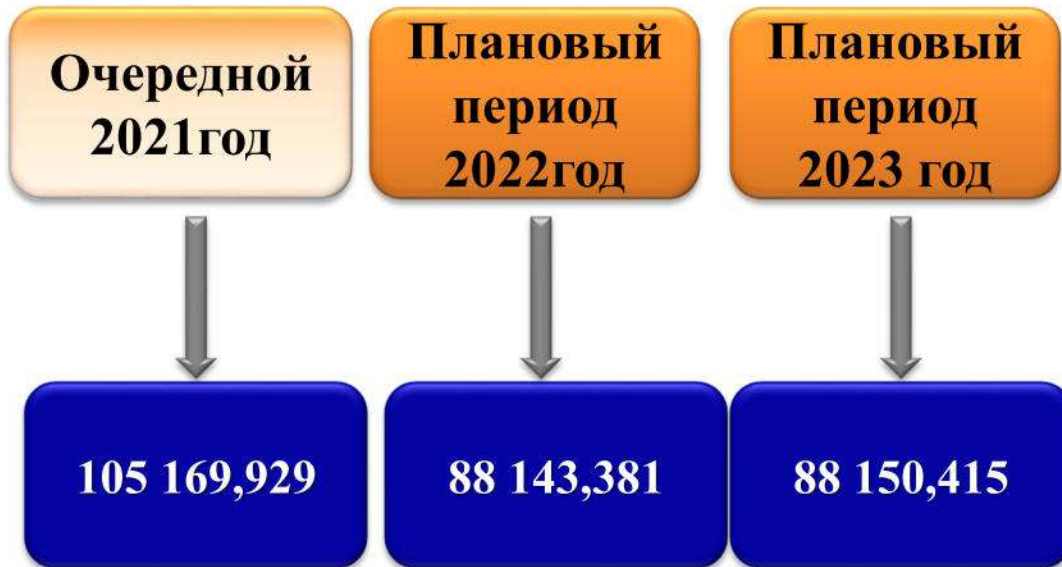 Очередной
2021год
Плановый
период
2022год
Плановый
период
2023 год
105 169,929
88 143,381
88 150,415